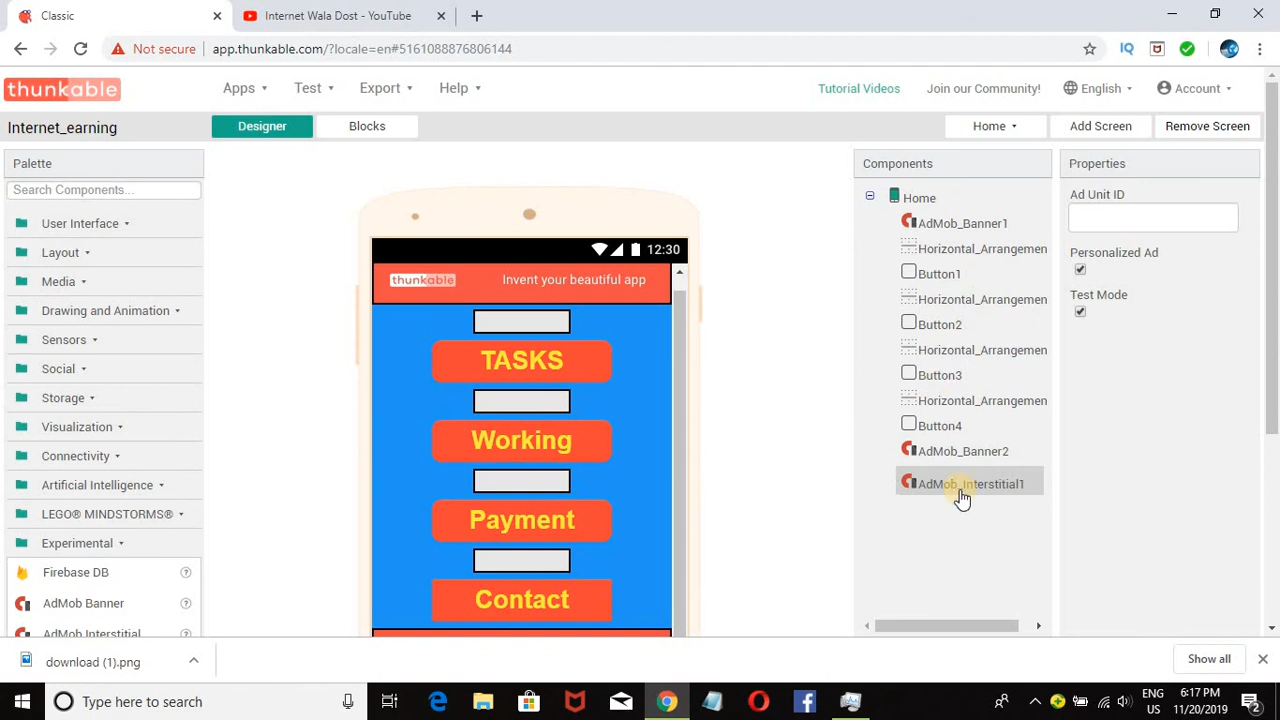 Classic
Internet Wala Dost - YouTube
Not secure
app.thunkable.com/?locale=en#5161088876806144
thunkable
Apps
Test
Export
Help
Tutorial Videos
Join our Community!
English
Account
Internet_earning
Designer
Blocks
Home
Add Screen
Remove Screen
Palette
Search Components...
User Interface
Layout
Media
Drawing and Animation
Sensors
Social
Storage
Visualization
Connectivity
Artificial Intelligence
LEGO® MINDSTORMS®
Experimental
Firebase DB
AdMob Banner
AdMob Interstitial
12:30
thunkable
Invent your beautiful app
TASKS
Working
Payment
Contact
Components
Home
AdMob_Banner1
Horizontal_Arrangemen
Button1
Horizontal_Arrangemen
Button2
Horizontal_Arrangemen
Button3
Horizontal_Arrangemen
Button4
AdMob_Banner2
AdMob_Interstitial1
Properties
Ad Unit ID
Personalized Ad
Test Mode
download (1).png
Show all
Type here to search
ENG
US
6:17 PM
11/20/2019
2